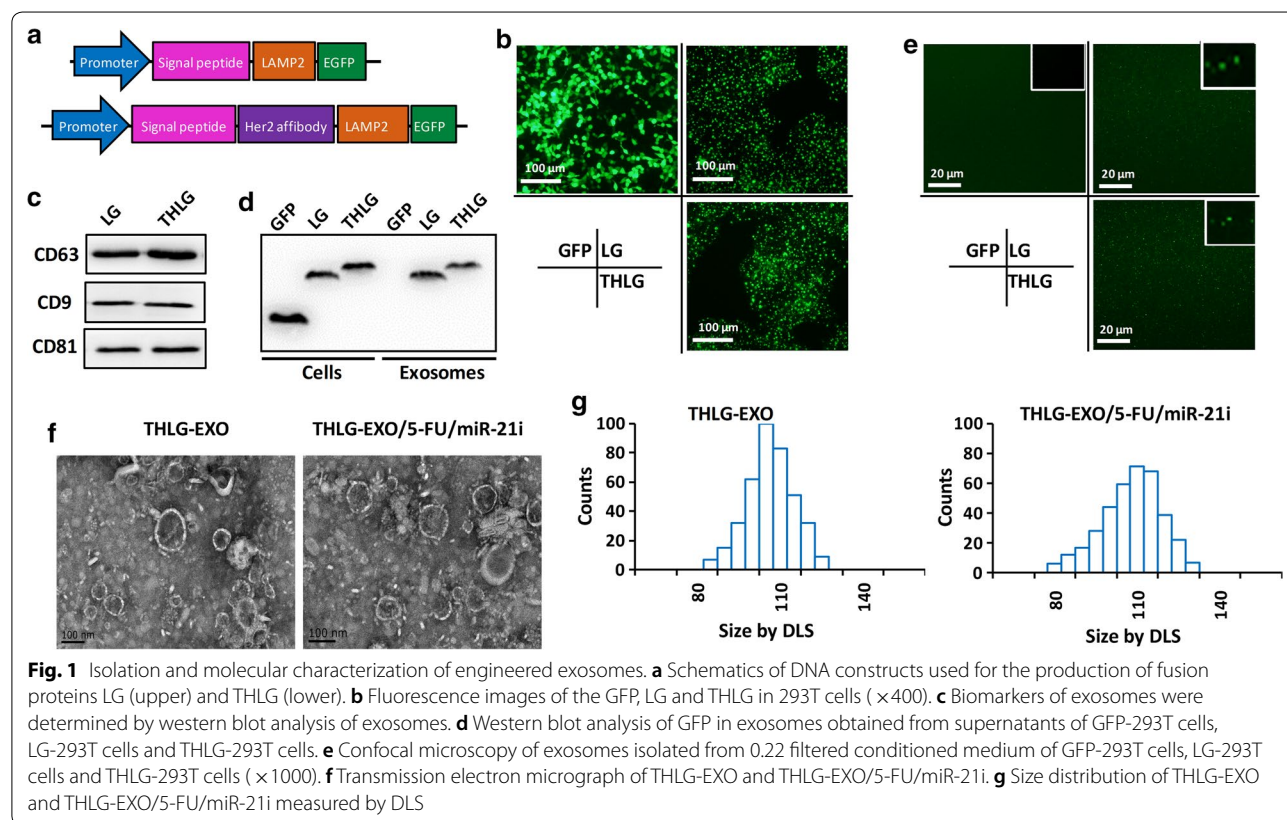 a
Promoter Signal peptide LAMP2 EGFP
Promoter Signal peptide Her2 affibody LAMP2 EGFP
b
100 μm
100 μm
GFP LG
THLG
100 μm
e
20 μm
20 μm
GFP LG
THLG
20 μm
c
LG THLG
CD63
CD9
CD81
d
GFP LG THLG GFP LG THLG
Cells Exosomes
f
THLG-EXO THLG-EXO/5-FU/miR-21i
100 nm 100 nm
g
THLG-EXO
Counts
100
80
60
40
20
0
80 110 140
Size by DLS
THLG-EXO/5-FU/miR-21i
Counts
100
80
60
40
20
0
80 110 140
Size by DLS
Fig. 1 Isolation and molecular characterization of engineered exosomes. a Schematics of DNA constructs used for the production of fusion
proteins LG (upper) and THLG (lower). b Fluorescence images of the GFP, LG and THLG in 293T cells ( ×400). c Biomarkers of exosomes were
determined by western blot analysis of exosomes. d Western blot analysis of GFP in exosomes obtained from supernatants of GFP-293T cells,
LG-293T cells and THLG-293T cells. e Confocal microscopy of exosomes isolated from 0.22 filtered conditioned medium of GFP-293T cells, LG-293T
cells and THLG-293T cells ( ×1000). f Transmission electron micrograph of THLG-EXO and THLG-EXO/5-FU/miR-21i. g Size distribution of THLG-EXO
and THLG-EXO/5-FU/miR-21i measured by DLS